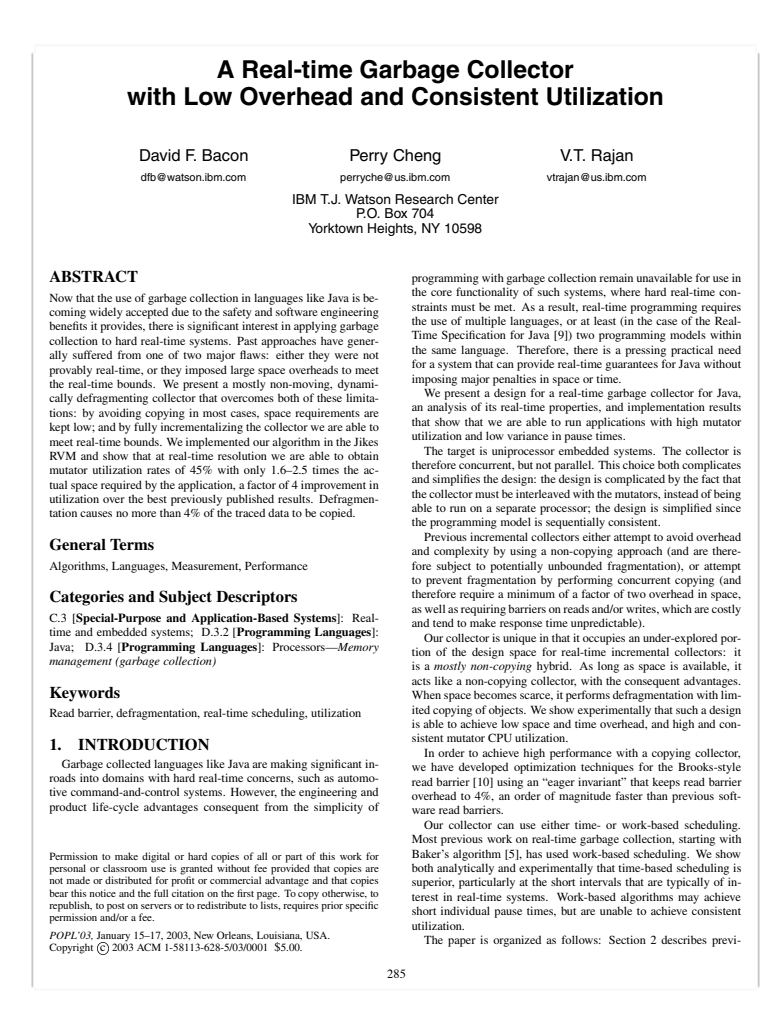 A Real-time Garbage Collector
with Low Overhead and Consistent Utilization
David F. Bacon
dfb@watson.ibm.com
Perry Cheng
perryche@us.ibm.com
V.T. Rajan
vtrajan@us.ibm.com
IBM T.J. Watson Research Center
P.O. Box 704
Yorktown Heights, NY 10598
ABSTRACT
Now that the use of garbage collection in languages like Java is be-
coming widely accepted due to the safety and software engineering
benefits it provides, there is significant interest in applying garbage
collection to hard real-time systems. Past approaches have gener-
ally suffered from one of two major flaws: either they were not
provably real-time, or they imposed large space overheads to meet
the real-time bounds. We present a mostly non-moving, dynami-
cally defragmenting collector that overcomes both of these limita-
tions: by avoiding copying in most cases, space requirements are
kept low; and by fully incrementalizing the collector we are able to
meet real-time bounds. We implemented our algorithm in the Jikes
RVM and show that at real-time resolution we are able to obtain
mutator utilization rates of 45% with only 1.6–2.5 times the ac-
tual space required by the application, a factor of 4 improvement in
utilization over the best previously published results. Defragmen-
tation causes no more than 4% of the traced data to be copied.
General Terms
Algorithms, Languages, Measurement, Performance
Categories and Subject Descriptors
C.3 [Special-Purpose and Application-Based Systems]: Real-
time and embedded systems; D.3.2 [Programming Languages]:
Java; D.3.4 [Programming Languages]: Processors—Memory
management (garbage collection)
Keywords
Read barrier, defragmentation, real-time scheduling, utilization
1. INTRODUCTION
Garbage collected languages like Java are making significant in-
roads into domains with hard real-time concerns, such as automo-
tive command-and-control systems. However, the engineering and
product life-cycle advantages consequent from the simplicity of
Permission to make digital or hard copies of all or part of this work for
personal or classroom use is granted without fee provided that copies are
not made or distributed for profit or commercial advantage and that copies
bear this notice and the full citation on the first page. To copy otherwise, to
republish, to post on servers or to redistribute to lists, requires prior specific
permission and/or a fee.
POPL'03, January 15–17, 2003, New Orleans, Louisiana, USA.
Copyright © 2003 ACM 1-58113-628-5/03/0001 $5.00.
programming with garbage collection remain unavailable for use in
the core functionality of such systems, where hard real-time con-
straints must be met. As a result, real-time programming requires
the use of multiple languages, or at least (in the case of the Real-
Time Specification for Java [9]) two programming models within
the same language. Therefore, there is a pressing practical need
for a system that can provide real-time guarantees for Java without
imposing major penalties in space or time.
We present a design for a real-time garbage collector for Java,
an analysis of its real-time properties, and implementation results
that show that we are able to run applications with high mutator
utilization and low variance in pause times.
The target is uniprocessor embedded systems. The collector is
therefore concurrent, but not parallel. This choice both complicates
and simplifies the design: the design is complicated by the fact that
the collector must be interleaved with the mutators, instead of being
able to run on a separate processor; the design is simplified since
the programming model is sequentially consistent.
Previous incremental collectors either attempt to avoid overhead
and complexity by using a non-copying approach (and are there-
fore subject to potentially unbounded fragmentation), or attempt
to prevent fragmentation by performing concurrent copying (and
therefore require a minimum of a factor of two overhead in space,
as well as requiring barriers on reads and/or writes, which are costly
and tend to make response time unpredictable).
Our collector is unique in that it occupies an under-explored por-
tion of the design space for real-time incremental collectors: it
is a mostly non-copying hybrid. As long as space is available, it
acts like a non-copying collector, with the consequent advantages.
When space becomes scarce, it performs defragmentation with lim-
ited copying of objects. We show experimentally that such a design
is able to achieve low space and time overhead, and high and con-
sistent mutator CPU utilization.
In order to achieve high performance with a copying collector,
we have developed optimization techniques for the Brooks-style
read barrier [10] using an “eager invariant” that keeps read barrier
overhead to 4%, an order of magnitude faster than previous soft-
ware read barriers.
Our collector can use either time- or work-based scheduling.
Most previous work on real-time garbage collection, starting with
Baker's algorithm [5], has used work-based scheduling. We show
both analytically and experimentally that time-based scheduling is
superior, particularly at the short intervals that are typically of in-
terest in real-time systems. Work-based algorithms may achieve
short individual pause times, but are unable to achieve consistent
utilization.
The paper is organized as follows: Section 2 describes previ-
285